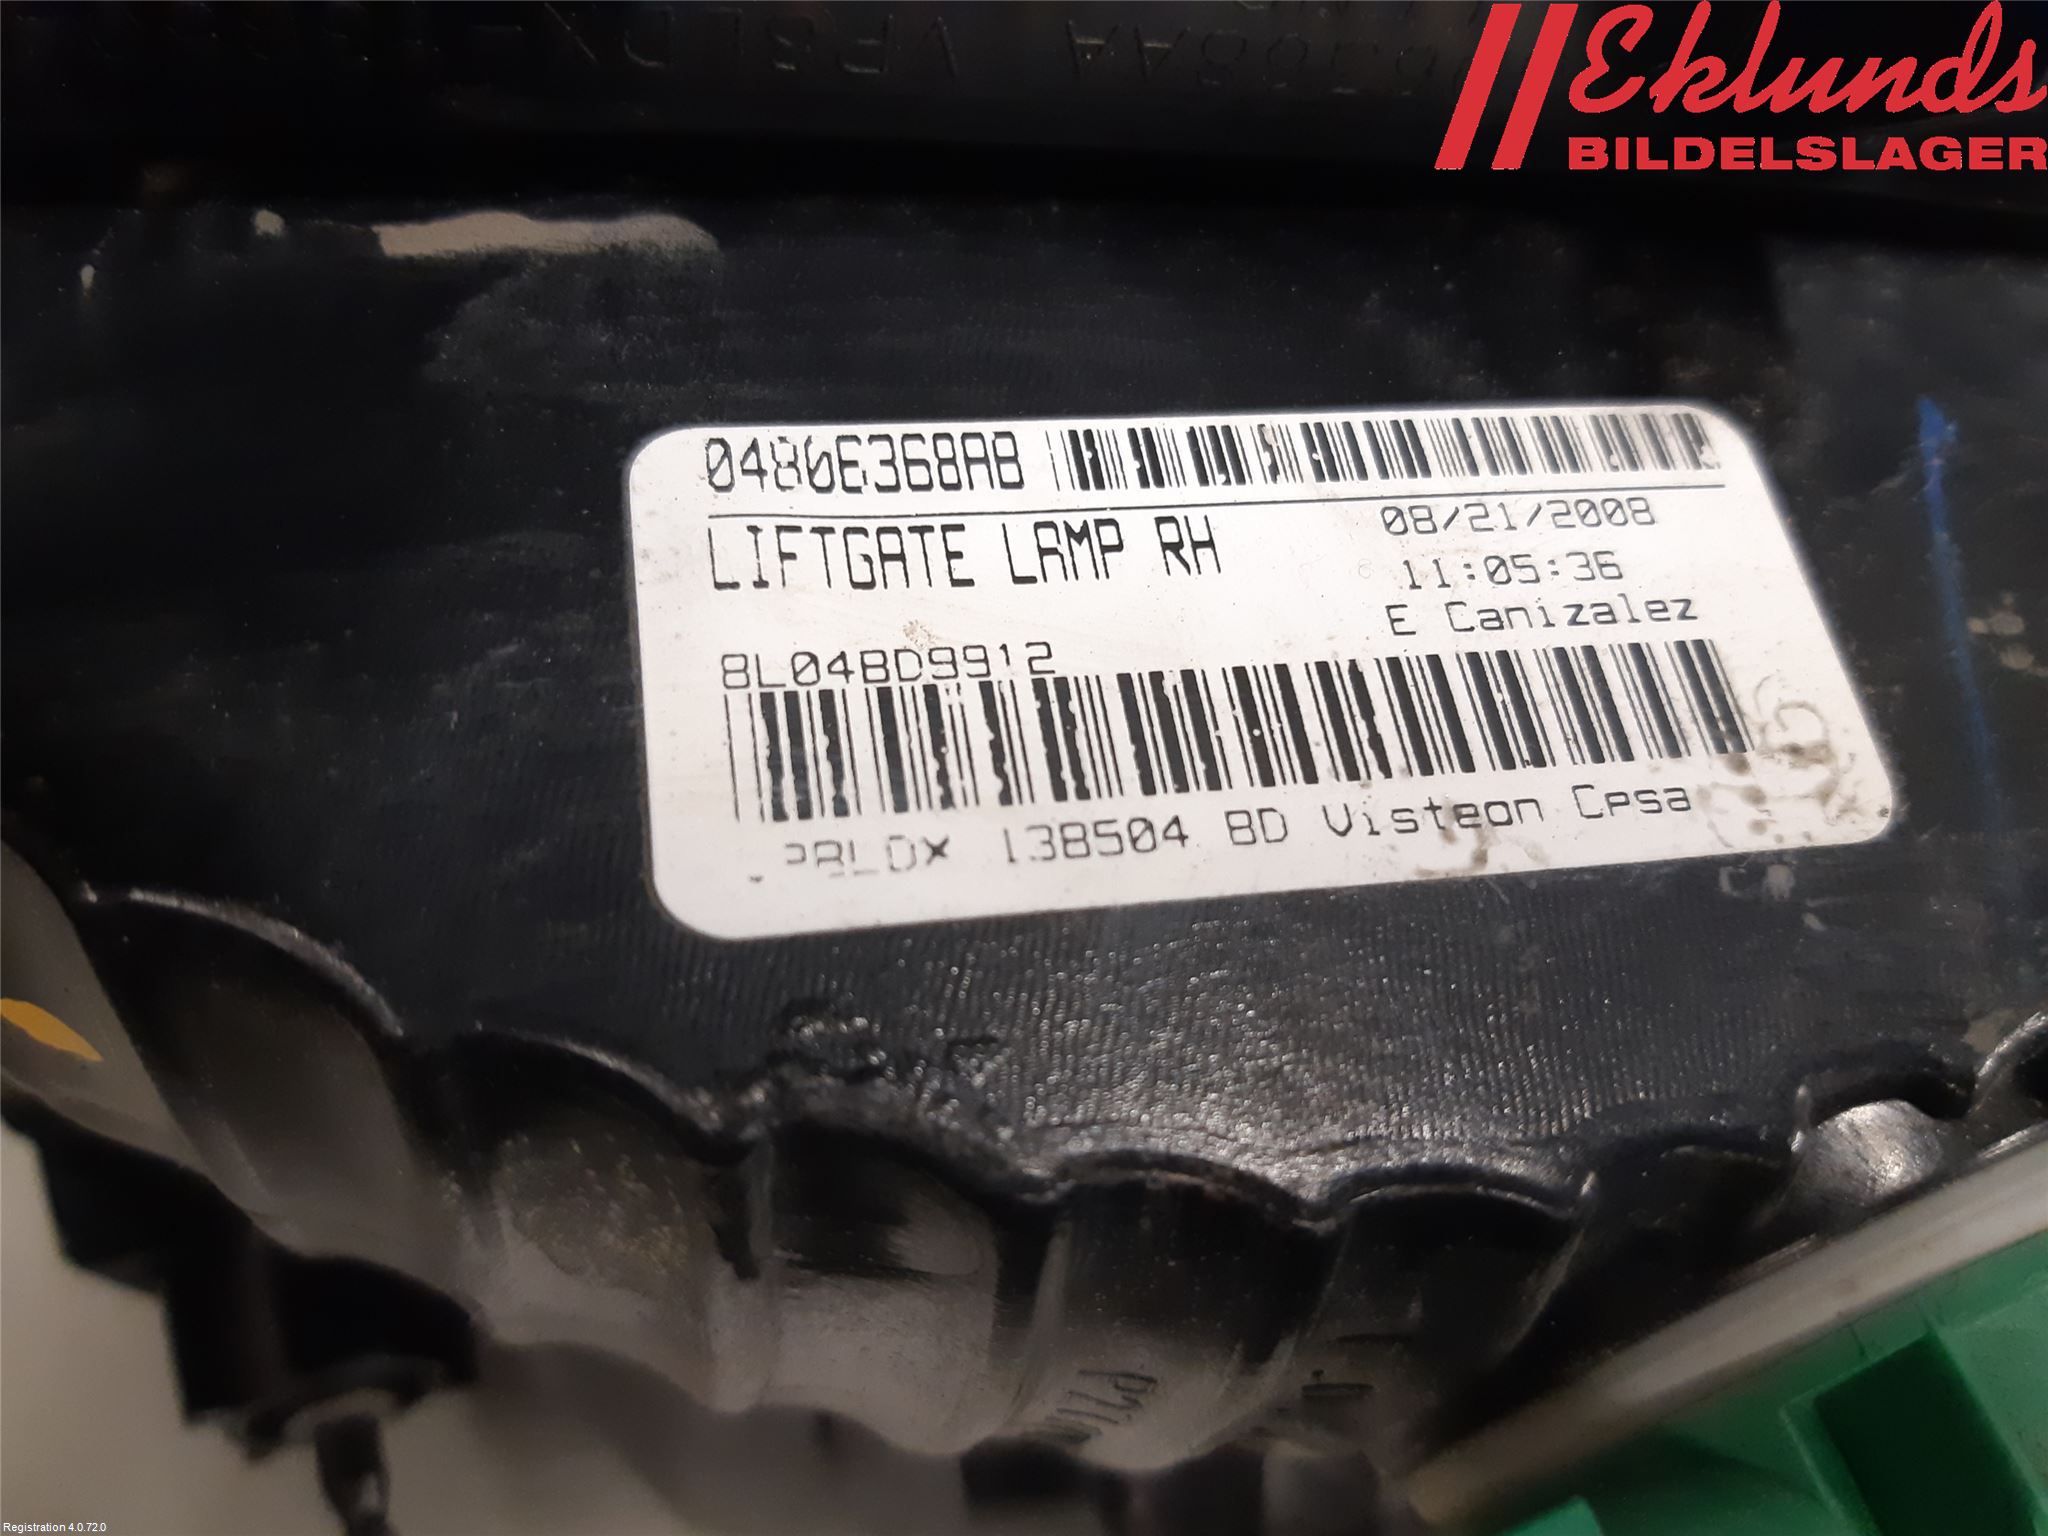 Eklunds
BILDELSLAGER
04806368AB
LIFTGATE LAMP RH
08/21/2008
11:05:36
E Canizalez
8L04BD9912
138504 BD Visteon Cpsa
Registration 4.0.72.0